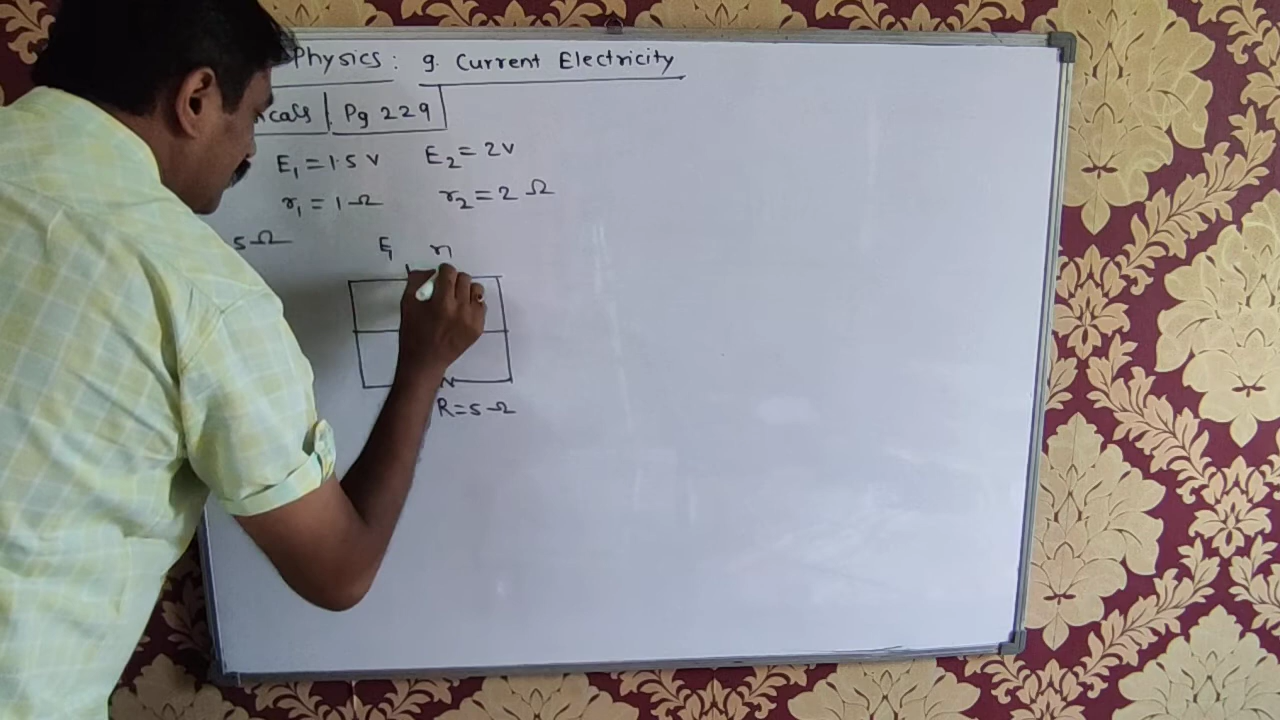 Physics: 9. Current Electricity
Pg 229
E₁ = 1.5 V E₂ = 2V
r₁ = 1 Ω r₂ = 2 Ω
5 Ω E₁ r₁
R = 5 Ω